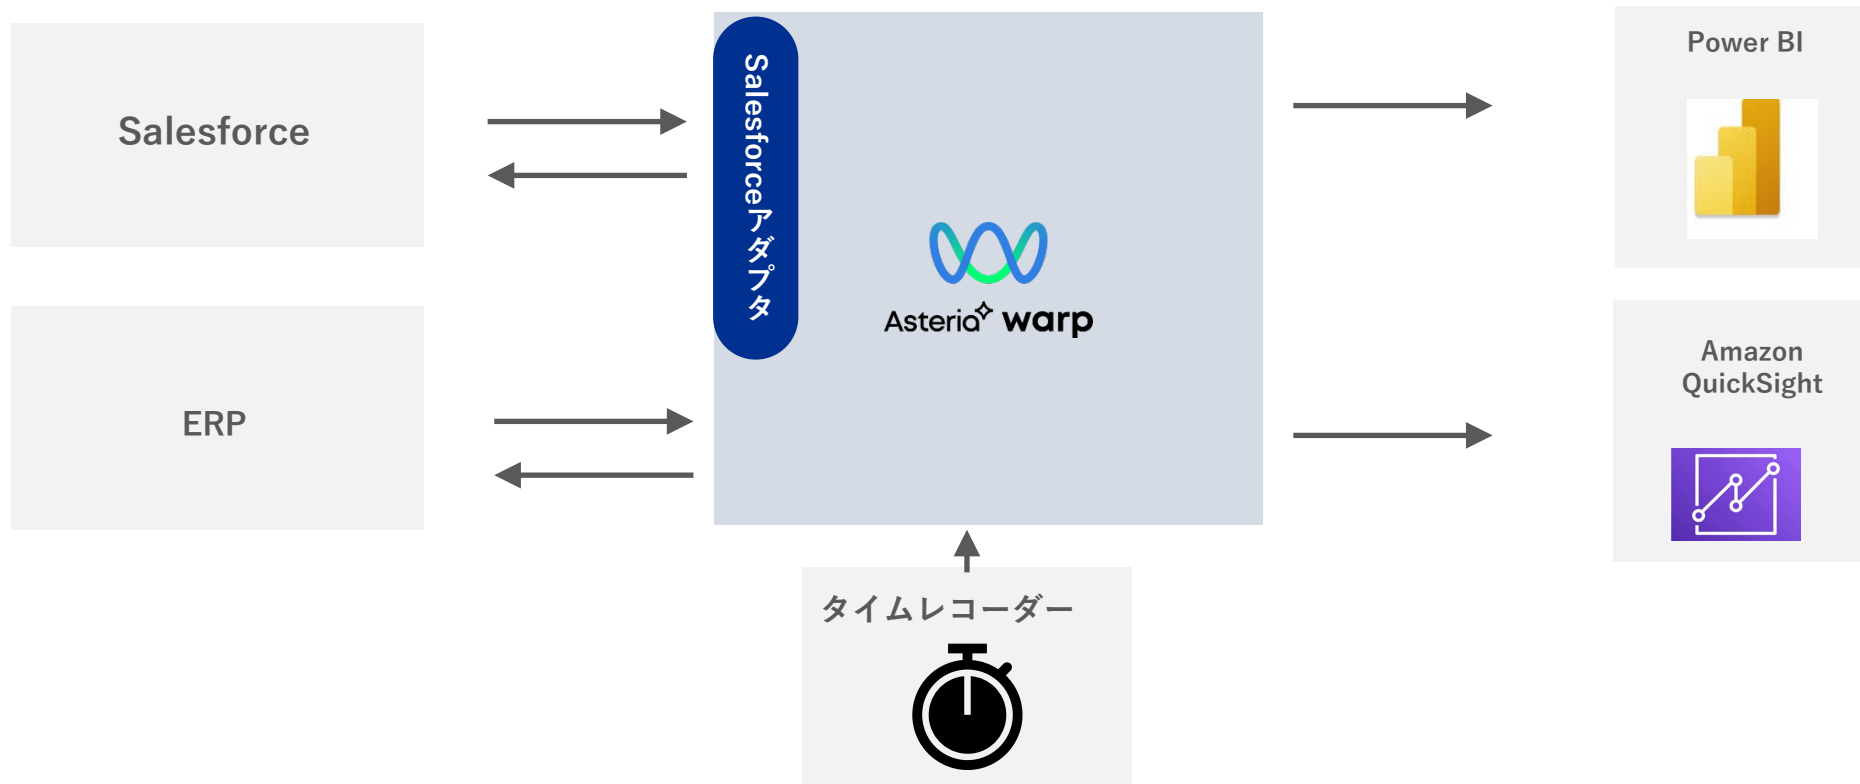 Salesforce
Salesforceアダプタ
Asteria warp
Power BI
ERP
Amazon
QuickSight
タイムレコーダー